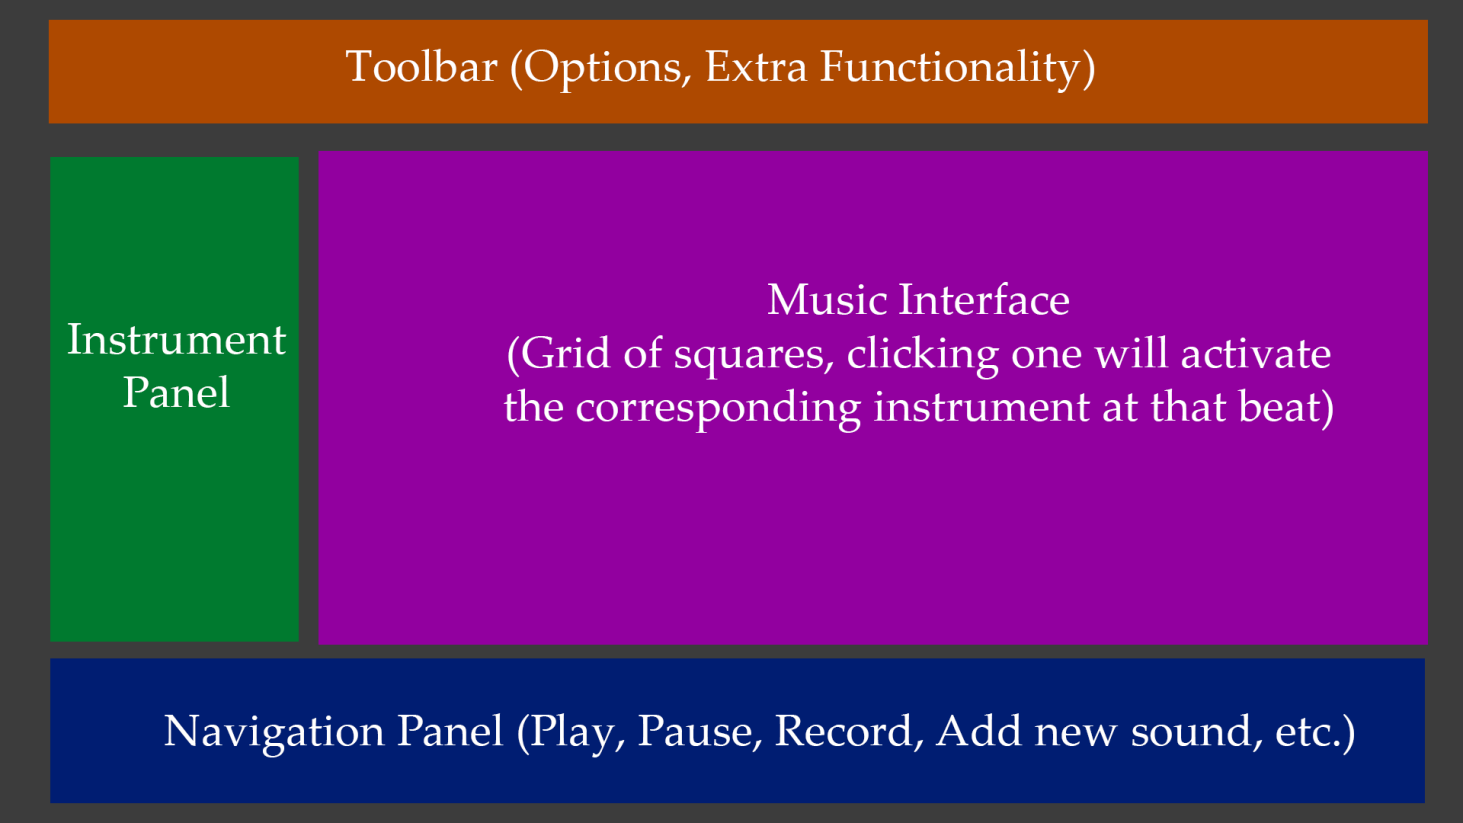 Toolbar (Options, Extra Functionality)
Instrument
Panel
Music Interface
(Grid of squares, clicking one will activate
the corresponding instrument at that beat)
Navigation Panel (Play, Pause, Record, Add new sound, etc.)